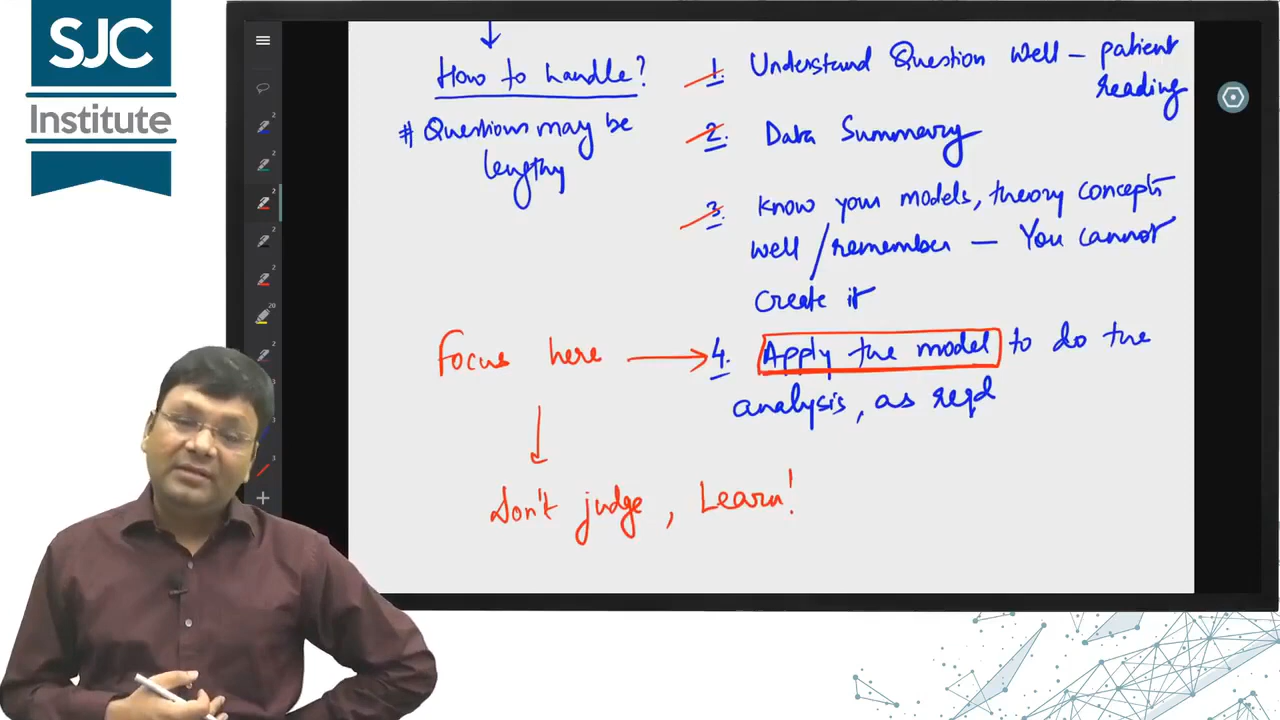 SJC
Institute
How to handle?
# Questions may be
lengthy
1. Understand Question well – patient
reading
2. Data Summary
3. Know your models, theory concepts
well/remember – You cannot
create it
Focus here → 4. Apply the model to do the
analysis, as reqd
Don't judge, Learn!